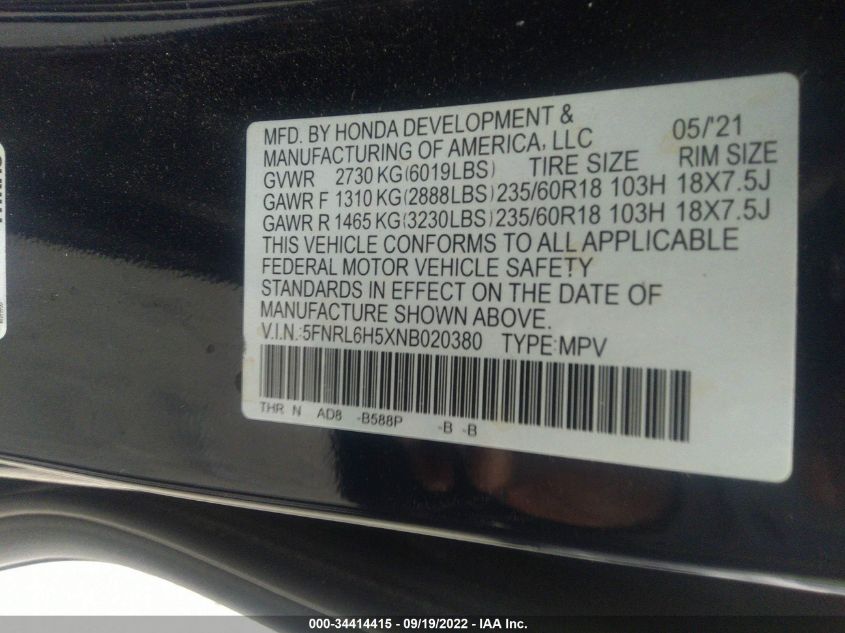 MFD. BY HONDA DEVELOPMENT & 05/'21
MANUFACTURING OF AMERICA, LLC
GVWR 2730 KG(6019LBS) TIRE SIZE RIM SIZE
GAWR F 1310 KG(2888LBS) 235/60R18 103H 18X7.5J
GAWR R 1465 KG(3230LBS) 235/60R18 103H 18X7.5J
THIS VEHICLE CONFORMS TO ALL APPLICABLE
FEDERAL MOTOR VEHICLE SAFETY
STANDARDS IN EFFECT ON THE DATE OF
MANUFACTURE SHOWN ABOVE.
V.I.N.:5FNRL6H5XNB020380 TYPE:MPV
THR N AD8 -B588P -B -B
000-34414415 - 09/19/2022 - IAA Inc.